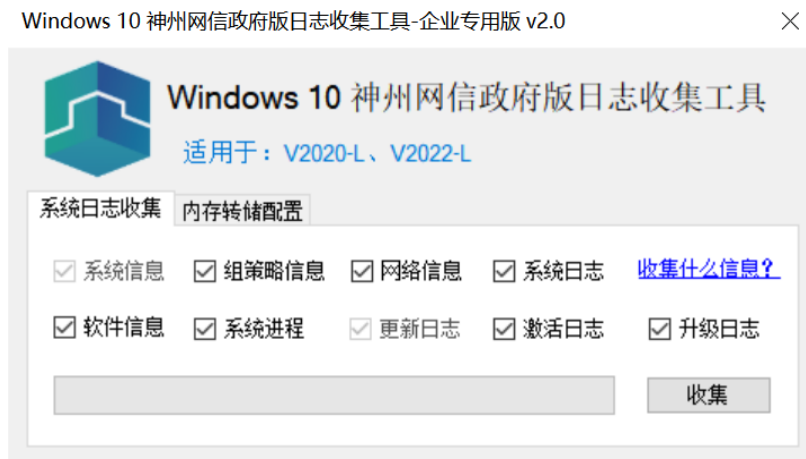 Windows 10 神州网信政府版日志收集工具-企业专用版 v2.0
Windows 10 神州网信政府版日志收集工具
适用于：V2020-L、V2022-L
系统日志收集 内存转储配置
系统信息 组策略信息 网络信息 系统日志 收集什么信息？
软件信息 系统进程 更新日志 激活日志 升级日志
收集